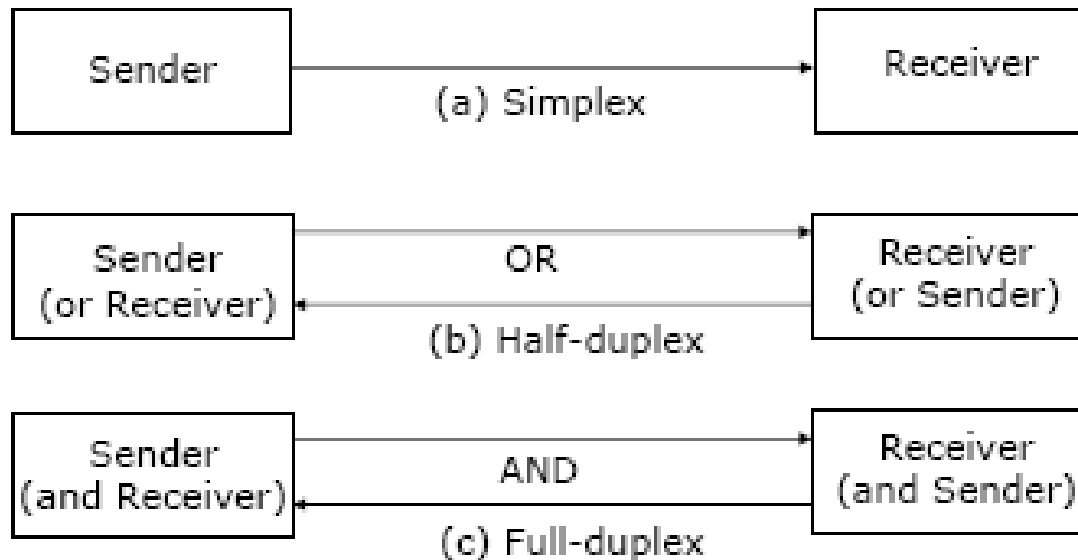 Sender
Receiver
(a) Simplex
Sender
(or Receiver)
OR
Receiver
(or Sender)
(b) Half-duplex
Sender
(and Receiver)
AND
Receiver
(and Sender)
(c) Full-duplex